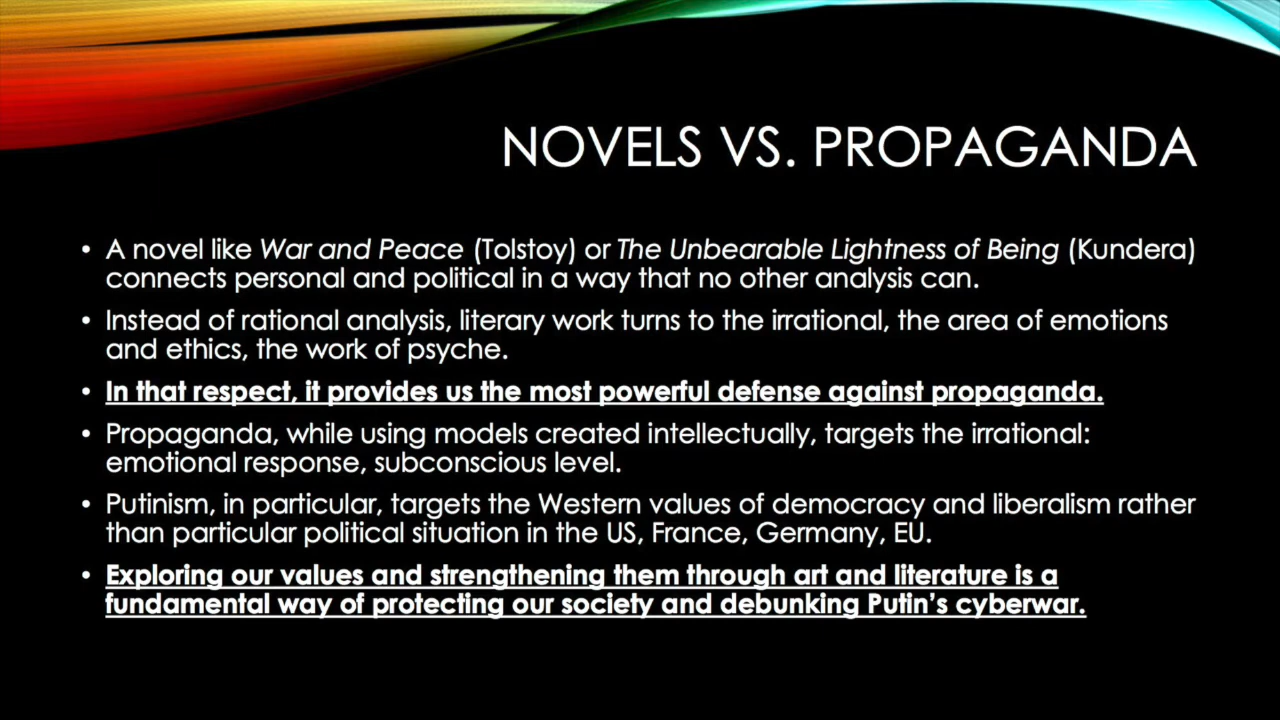 NOVELS VS. PROPAGANDA
• A novel like War and Peace (Tolstoy) or The Unbearable Lightness of Being (Kundera)
connects personal and political in a way that no other analysis can.
• Instead of rational analysis, literary work turns to the irrational, the area of emotions
and ethics, the work of psyche.
• In that respect, it provides us the most powerful defense against propaganda.
• Propaganda, while using models created intellectually, targets the irrational:
emotional response, subconscious level.
• Putinism, in particular, targets the Western values of democracy and liberalism rather
than particular political situation in the US, France, Germany, EU.
• Exploring our values and strengthening them through art and literature is a
fundamental way of protecting our society and debunking Putin's cyberwar.